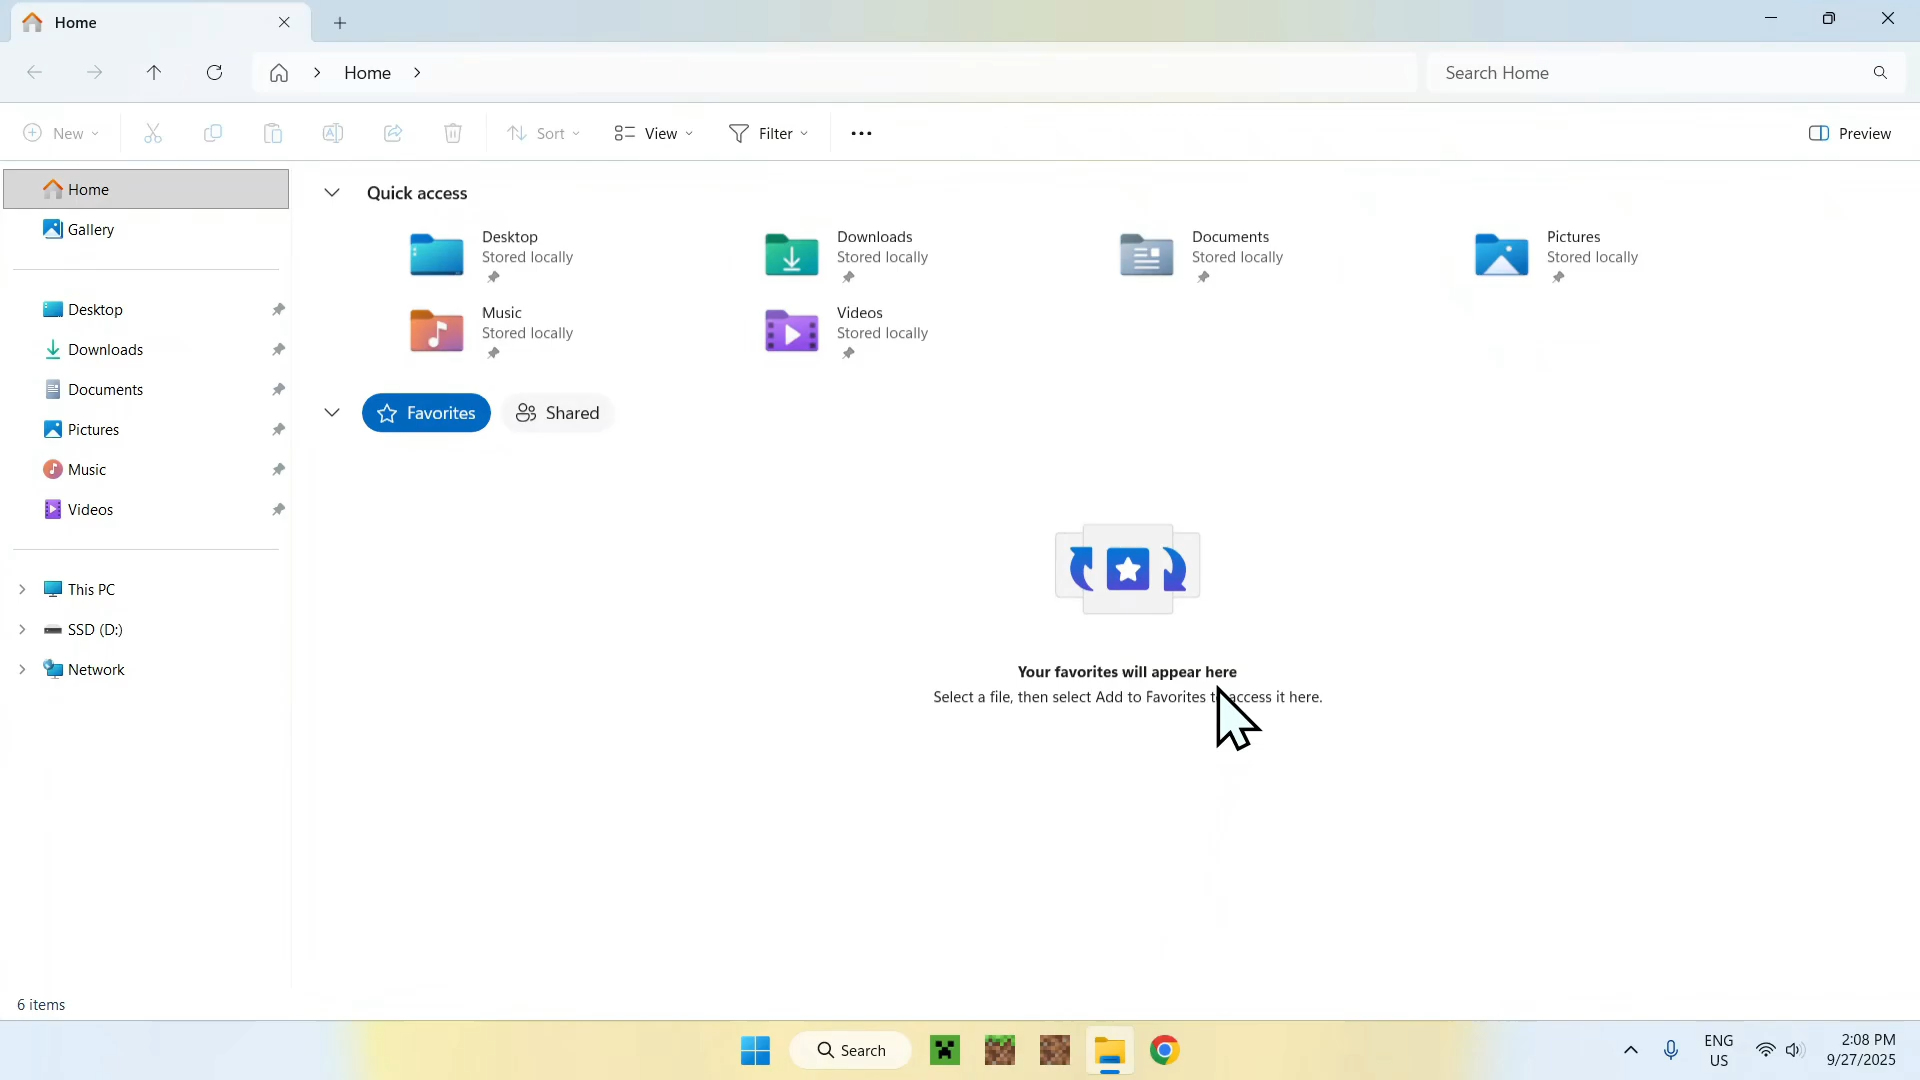 Home
Home
Search Home
New
Sort
View
Filter
Preview
Home
Gallery
Desktop
Downloads
Documents
Pictures
Music
Videos
This PC
SSD (D:)
Network
Quick access
Desktop
Stored locally
Downloads
Stored locally
Documents
Stored locally
Pictures
Stored locally
Music
Stored locally
Videos
Stored locally
Favorites
Shared
Your favorites will appear here
Select a file, then select Add to Favorites to access it here.
6 items
Search
ENG
US
2:08 PM
9/27/2025